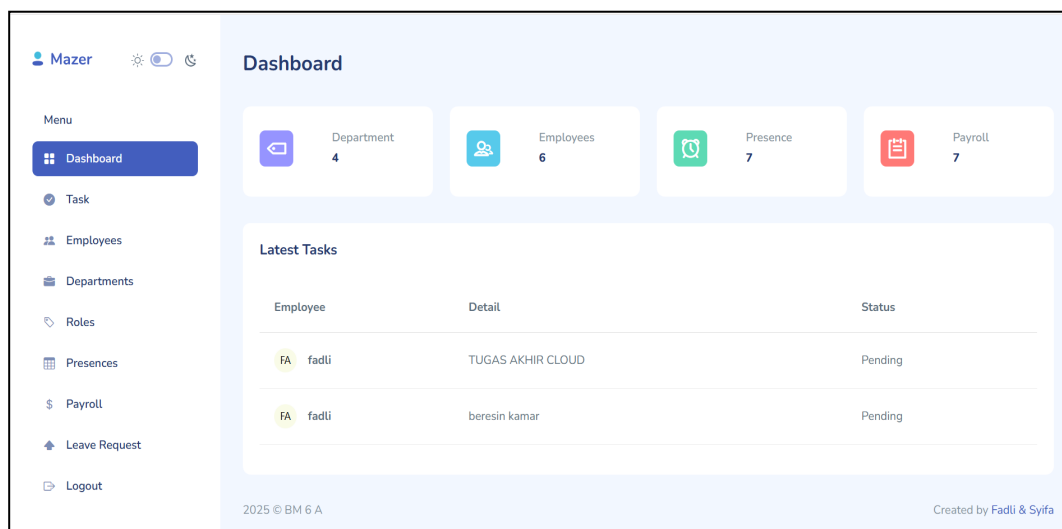 Mazer
Menu
Dashboard
Task
Employees
Departments
Roles
Presences
$ Payroll
Leave Request
Logout
Dashboard
Department
4
Employees
6
Presence
7
Payroll
7
Latest Tasks
Employee Detail Status
FA fadli TUGAS AKHIR CLOUD Pending
FA fadli beresin kamar Pending
2025 © BM 6 A Created by Fadli & Syifa